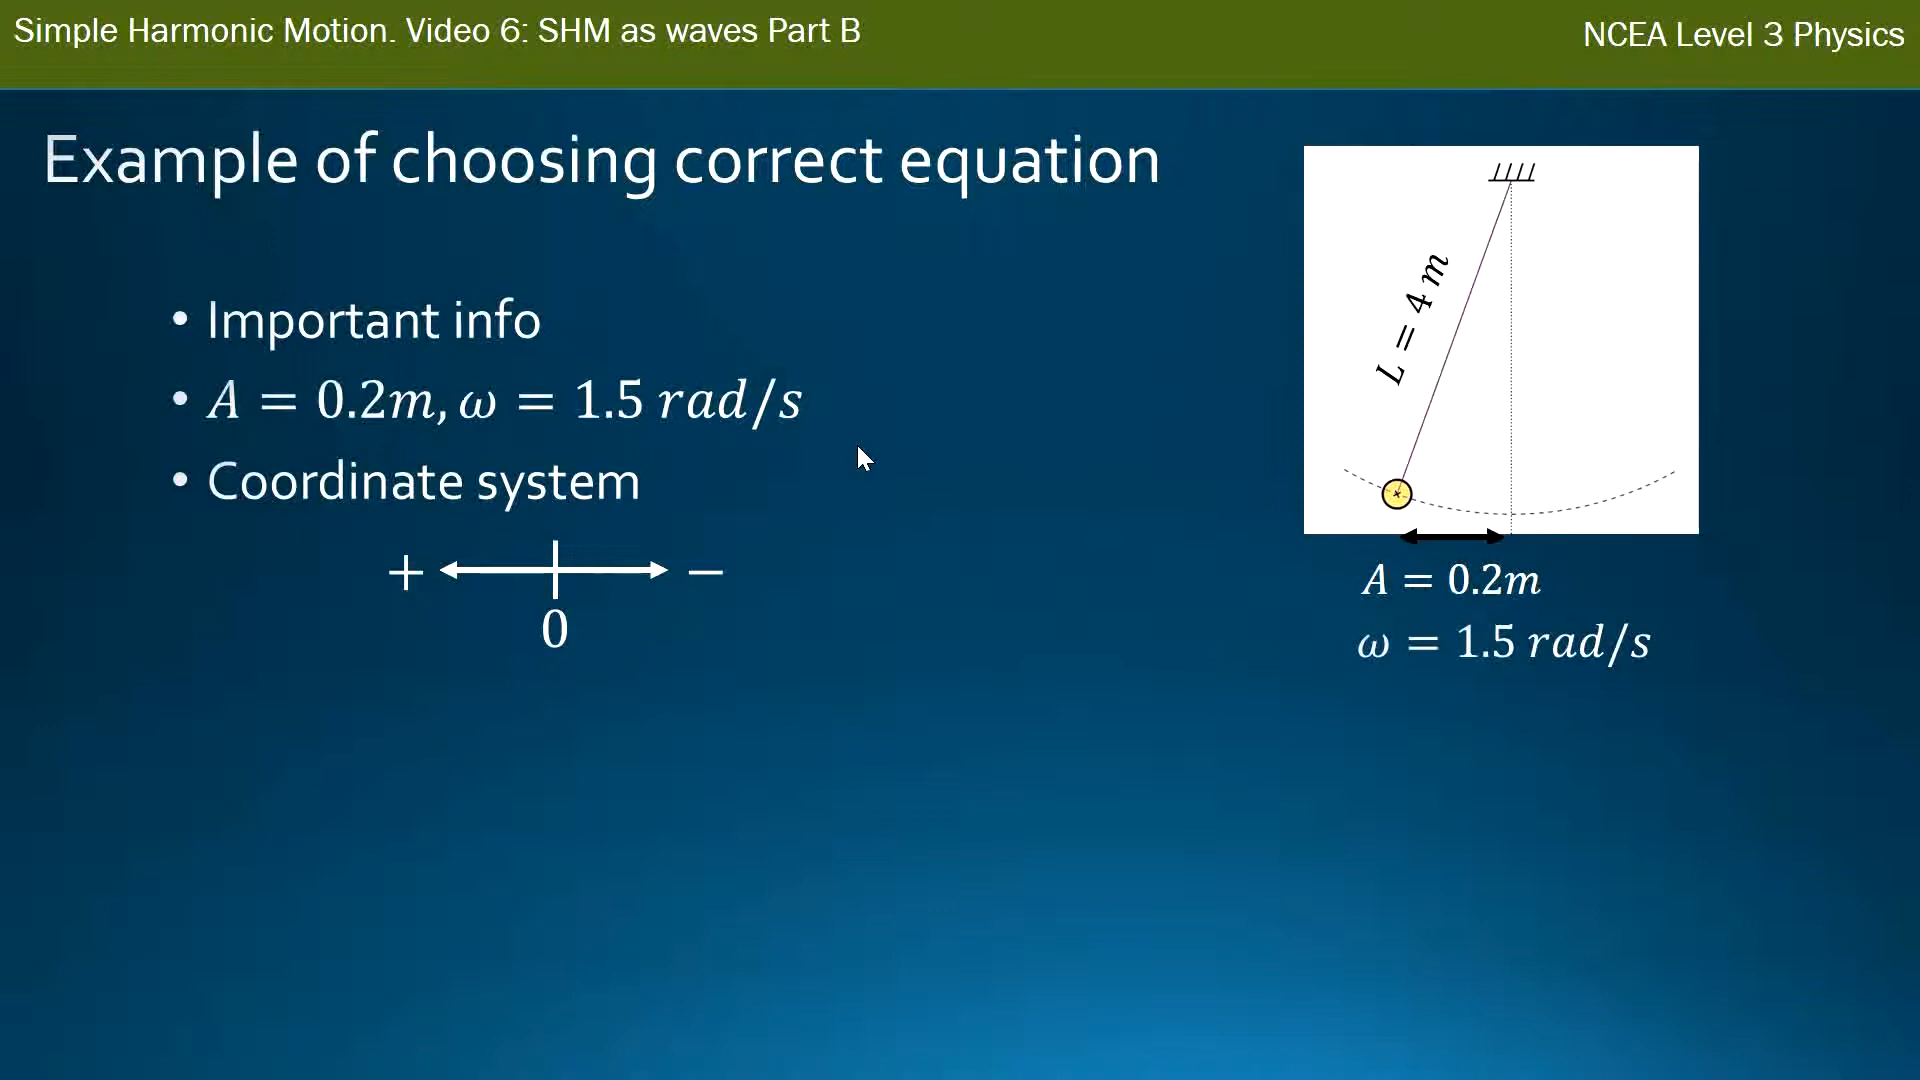 Simple Harmonic Motion. Video 6: SHM as waves Part B
NCEA Level 3 Physics
Example of choosing correct equation
• Important info
• A = 0.2m, ω = 1.5 rad/s
• Coordinate system
+ −
0
L = 4 m
A = 0.2m
ω = 1.5 rad/s